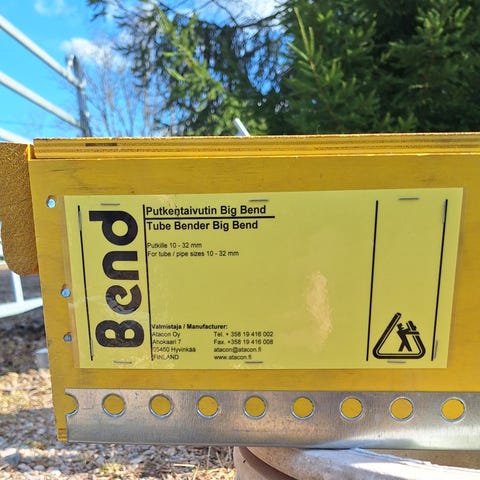 Bend
Putkentaivutin Big Bend
Tube Bender Big Bend
Putkille 10 - 32 mm
For tube / pipe sizes 10 - 32 mm
Valmistaja / Manufacturer:
Atacon Oy
Ahokaari 7
05460 Hyvinkää
FINLAND
Tel. + 358 19 416 002
Fax. +358 19 416 008
atacon@atacon.fi
www.atacon.fi